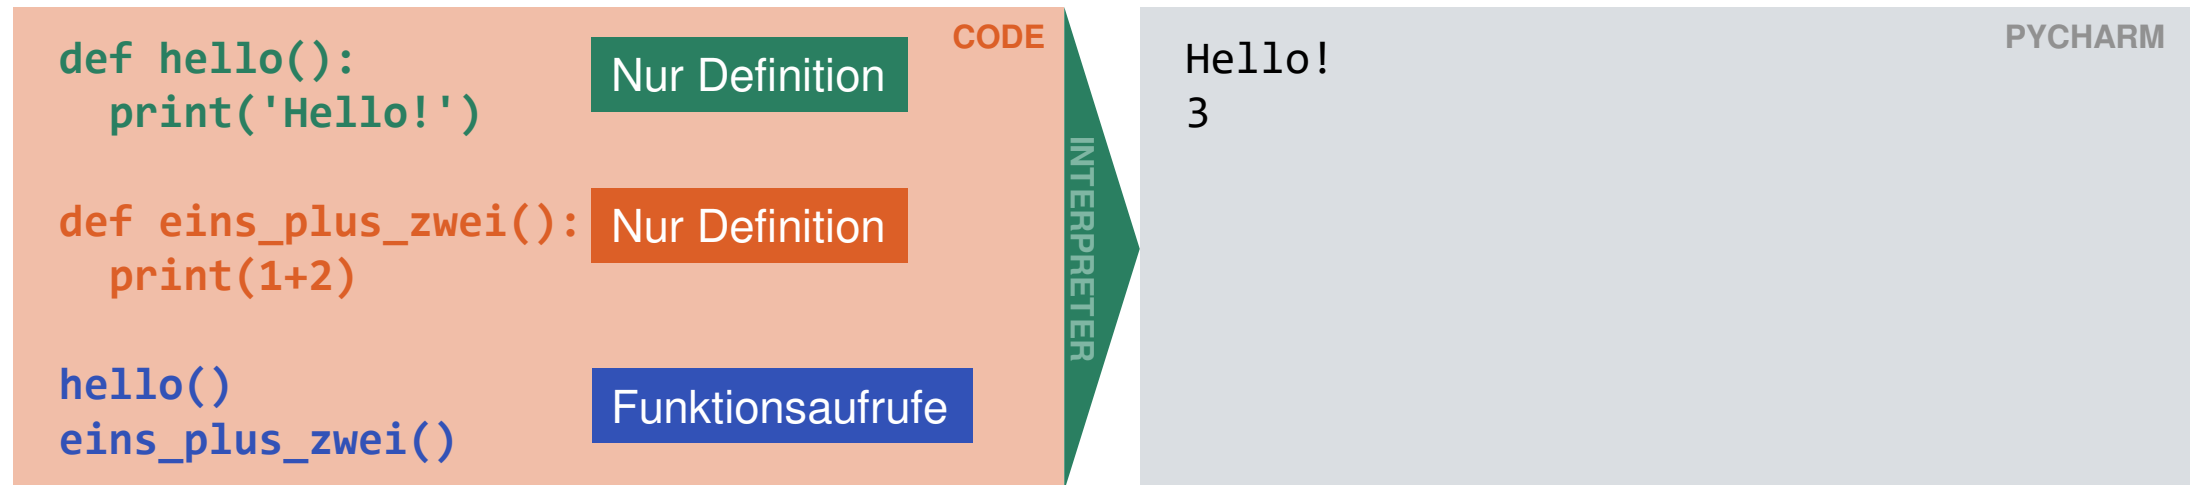 CODE
def hello():
print('Hello!')
Nur Definition
def eins_plus_zwei():
print(1+2)
Nur Definition
hello()
eins_plus_zwei()
Funktionsaufrufe
INTERPRETER
PYCHARM
Hello!
3